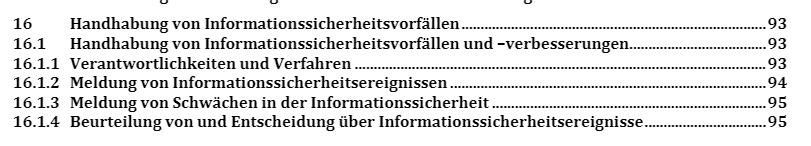 16 Handhabung von Informationssicherheitsvorfällen ........................................ 93
16.1 Handhabung von Informationssicherheitsvorfällen und –verbesserungen ........................................ 93
16.1.1 Verantwortlichkeiten und Verfahren ........................................ 93
16.1.2 Meldung von Informationssicherheitsereignissen ........................................ 94
16.1.3 Meldung von Schwächen in der Informationssicherheit ........................................ 95
16.1.4 Beurteilung von und Entscheidung über Informationssicherheitsereignisse ........................................ 95